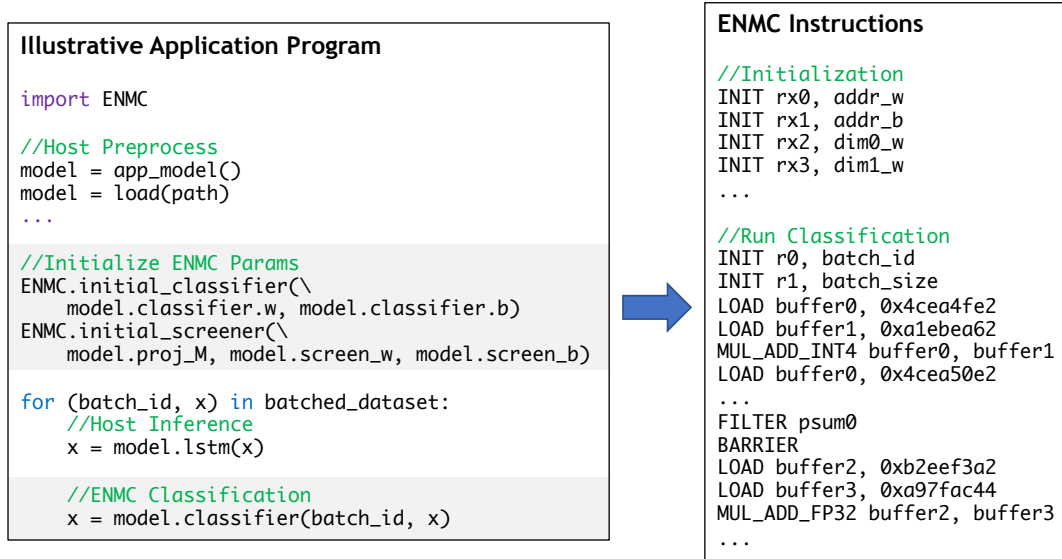 Illustrative Application Program
import ENMC
//Host Preprocess
model = app_model()
model = load(path)
...
//Initialize ENMC Params
ENMC.initial_classifier(\
    model.classifier.w, model.classifier.b)
ENMC.initial_screener(\
    model.proj_M, model.screen_w, model.screen_b)
for (batch_id, x) in batched_dataset:
    //Host Inference
    x = model.lstm(x)
    //ENMC Classification
    x = model.classifier(batch_id, x)
ENMC Instructions
//Initialization
INIT rx0, addr_w
INIT rx1, addr_b
INIT rx2, dim0_w
INIT rx3, dim1_w
...
//Run Classification
INIT r0, batch_id
INIT r1, batch_size
LOAD buffer0, 0x4cea4fe2
LOAD buffer1, 0xa1ebea62
MUL_ADD_INT4 buffer0, buffer1
LOAD buffer0, 0x4cea50e2
...
FILTER psum0
BARRIER
LOAD buffer2, 0xb2eef3a2
LOAD buffer3, 0xa97fac44
MUL_ADD_FP32 buffer2, buffer3
...